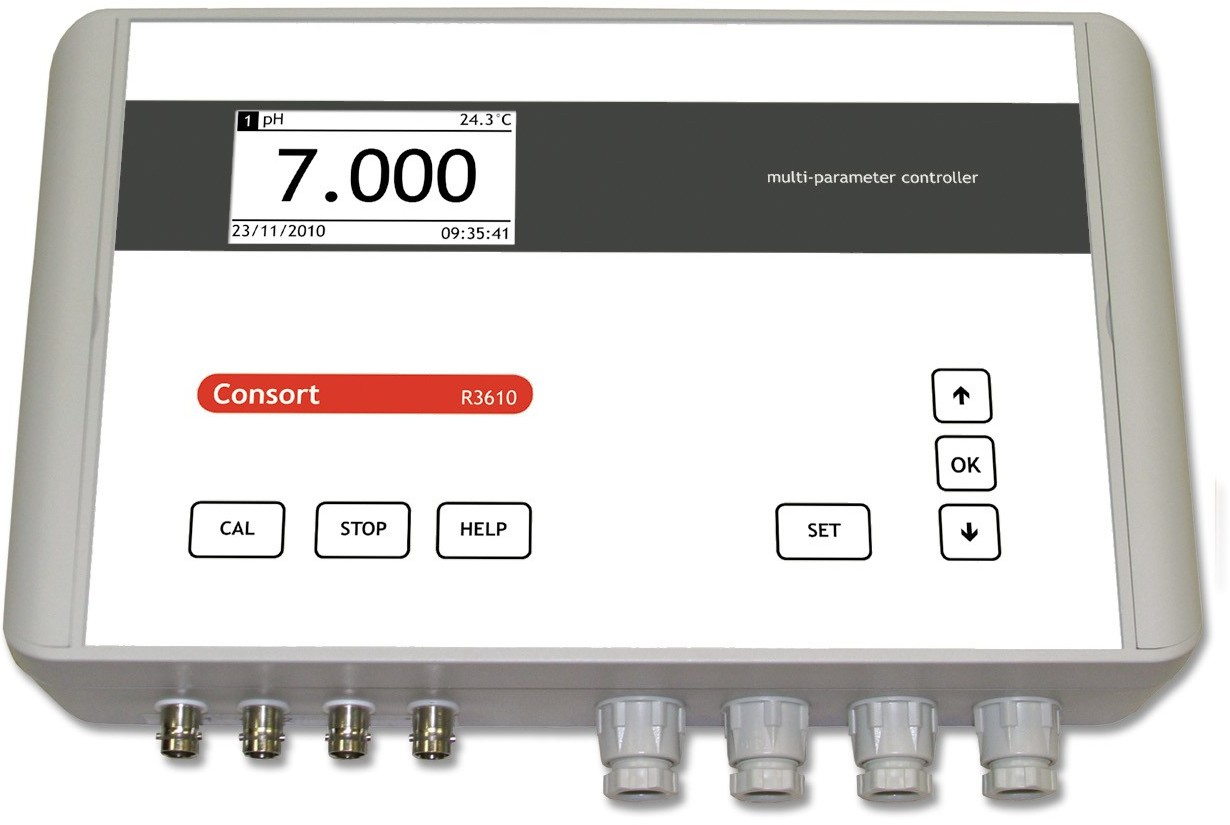 1 pH 24.3°C
7.000
23/11/2010 09:35:41
multi-parameter controller
Consort R3610
↑
OK
CAL STOP HELP SET ↓